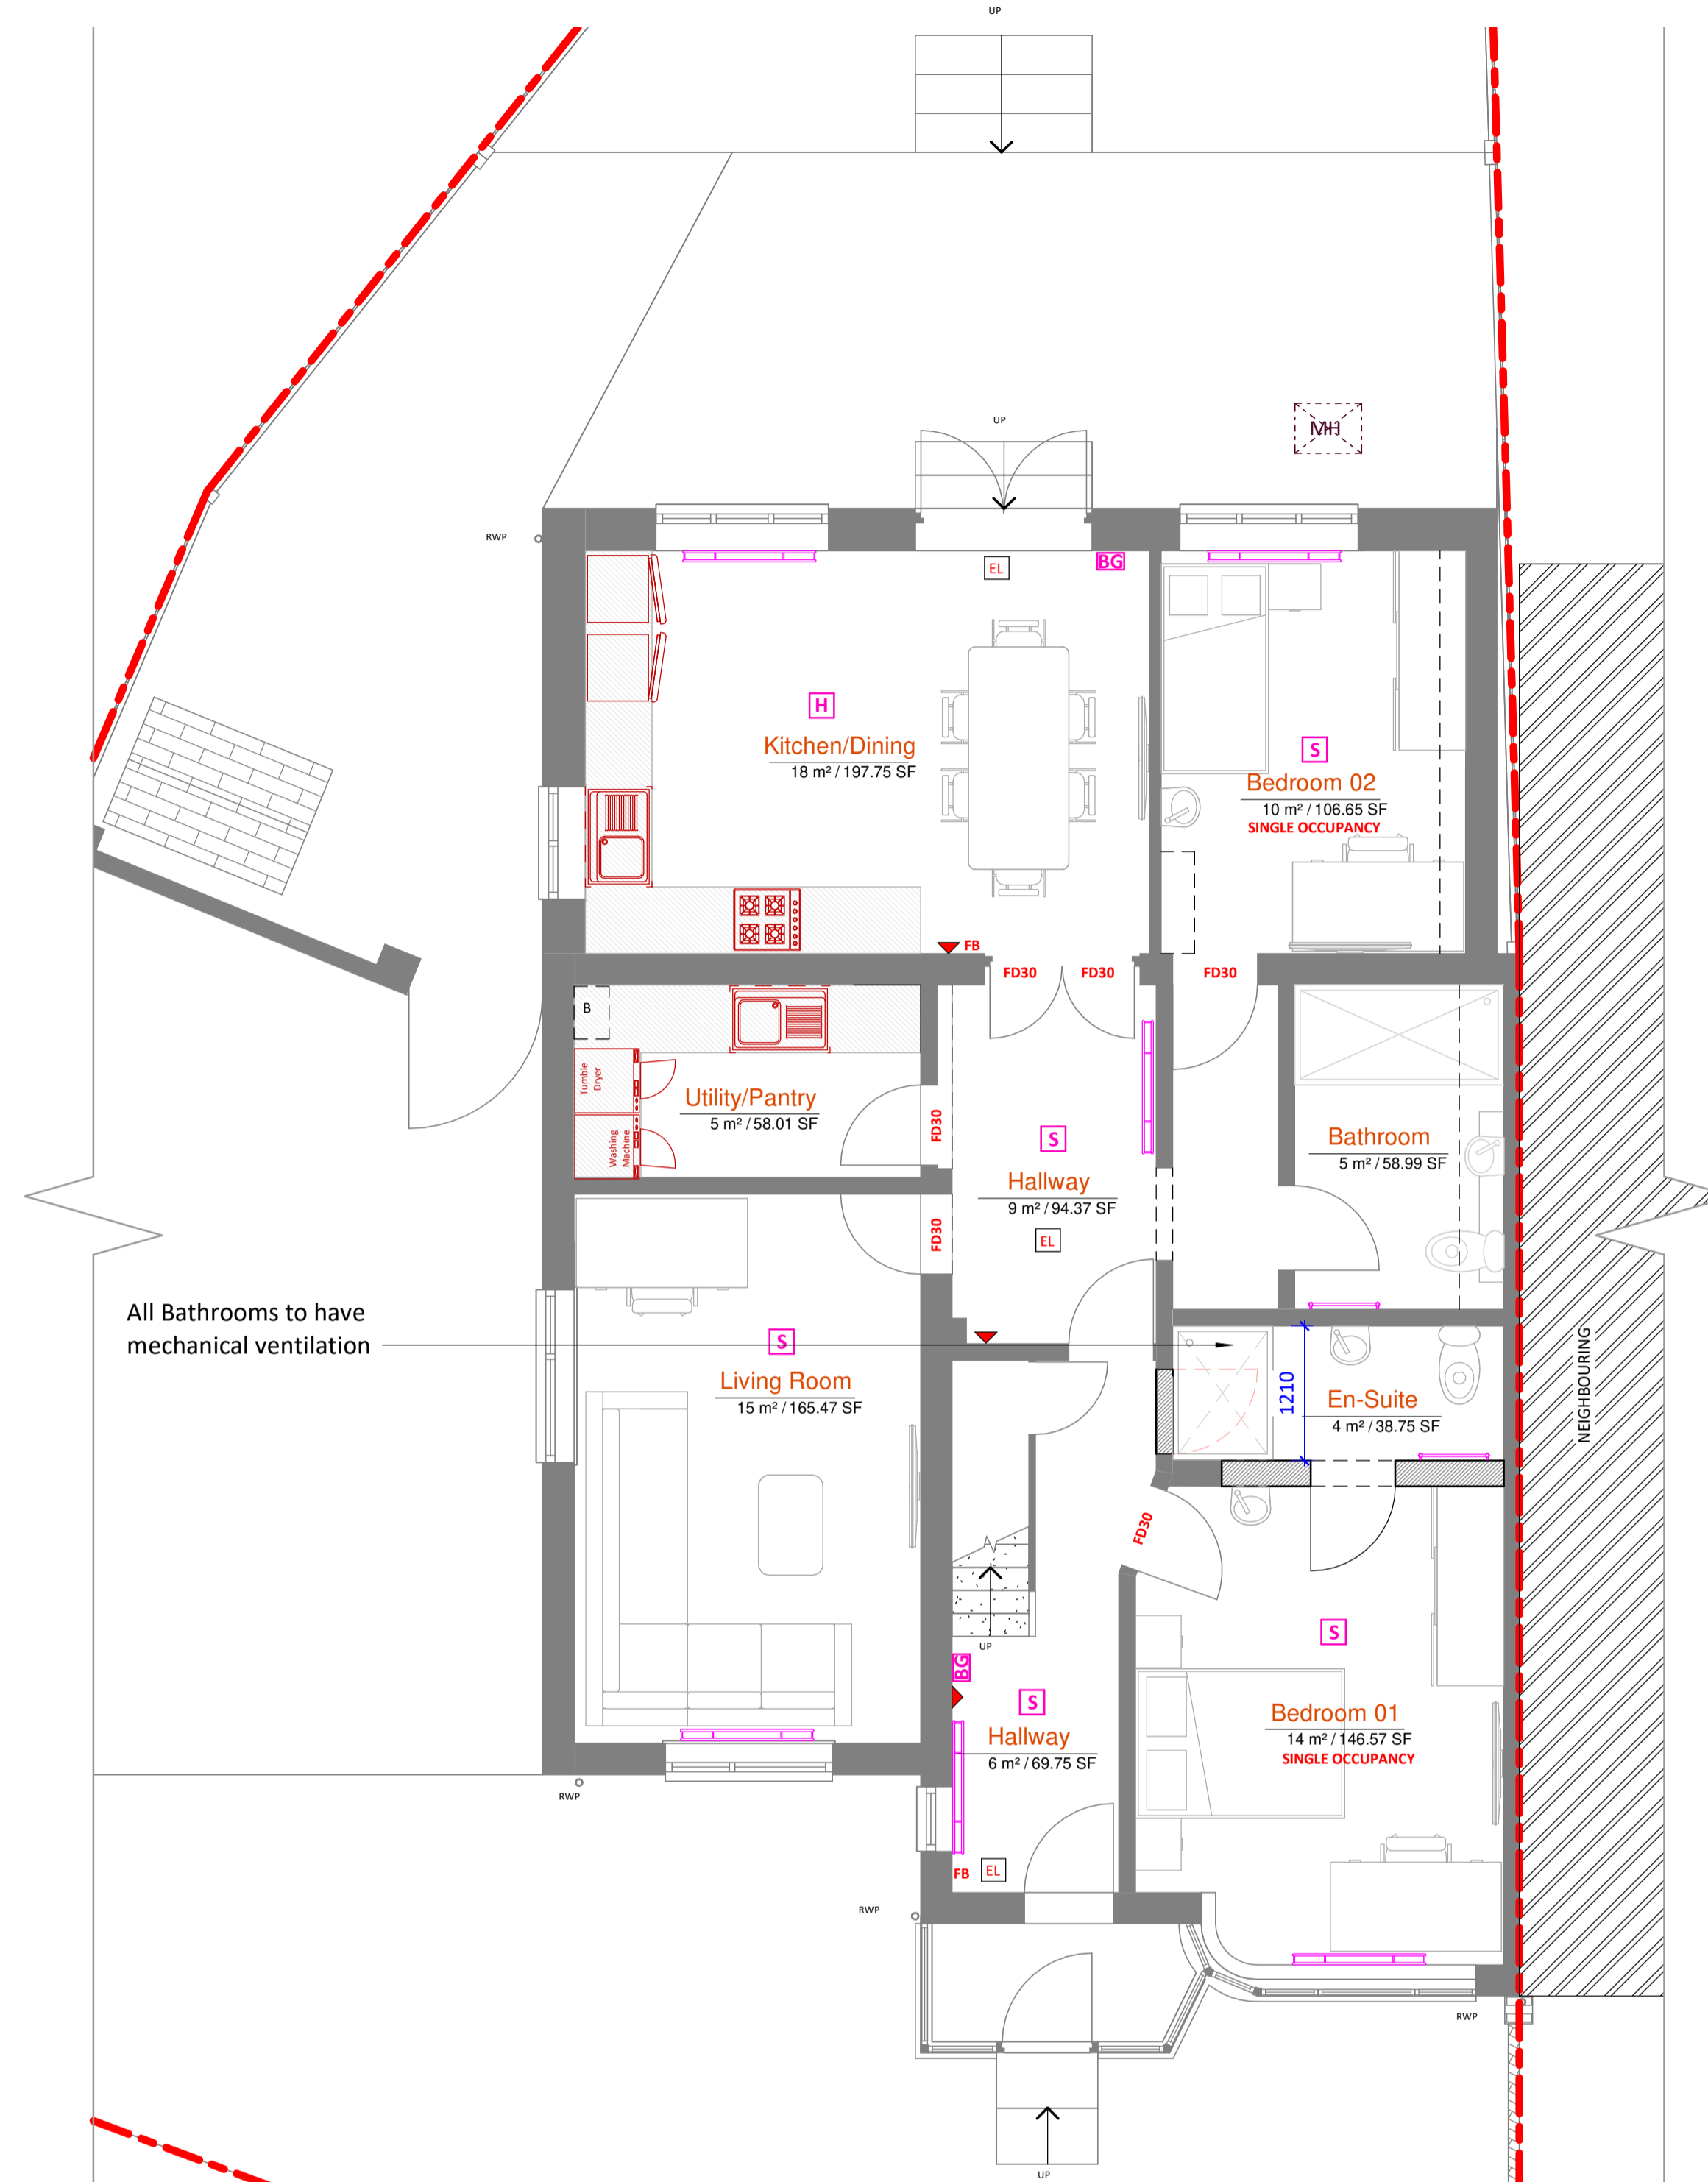 UP
UP
MH
RWP
EL
BG
H
Kitchen/Dining
18 m² / 197.75 SF
S
Bedroom 02
10 m² / 106.65 SF
SINGLE OCCUPANCY
FB
FD30
FD30
FD30
B
Tumble
Dryer
Washing
Machine
Utility/Pantry
5 m² / 58.01 SF
FD30
S
Hallway
9 m² / 94.37 SF
EL
Bathroom
5 m² / 58.99 SF
FD30
All Bathrooms to have
mechanical ventilation
S
Living Room
15 m² / 165.47 SF
1210
En-Suite
4 m² / 38.75 SF
NEIGHBOURING
FD30
UP
BG
S
Hallway
6 m² / 69.75 SF
S
Bedroom 01
14 m² / 146.57 SF
SINGLE OCCUPANCY
RWP
FB
EL
RWP
RWP
UP